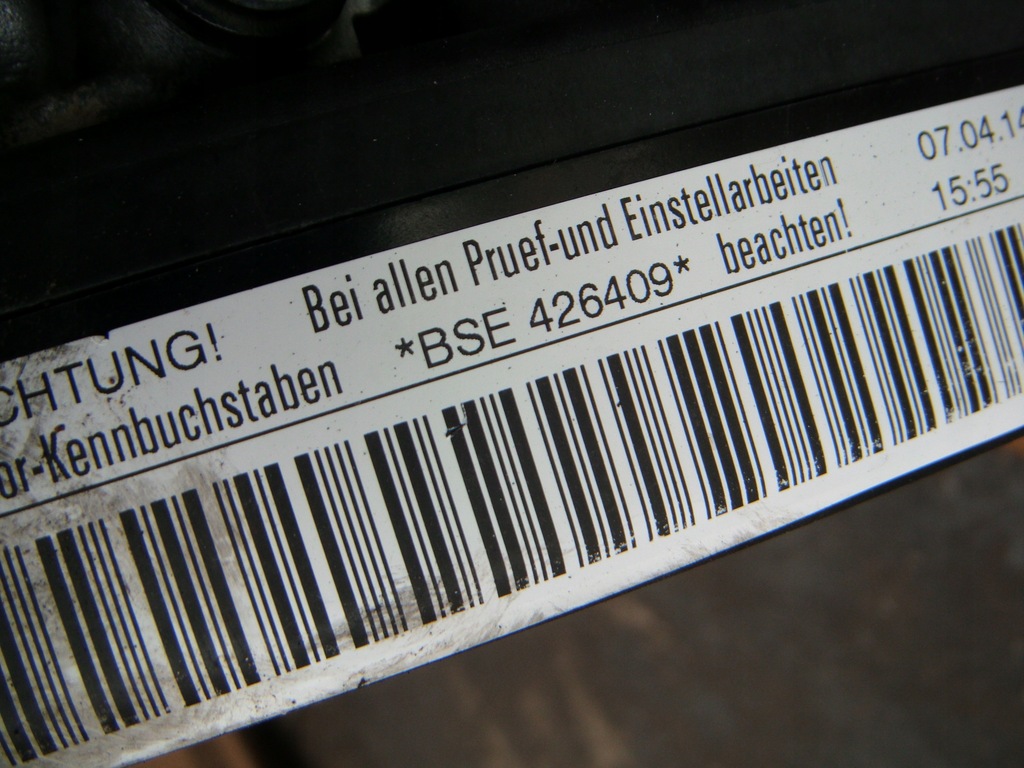 CHTUNG! Bei allen Pruef-und Einstellarbeiten 07.04.14
or-Kennbuchstaben *BSE 426409* beachten! 15:55